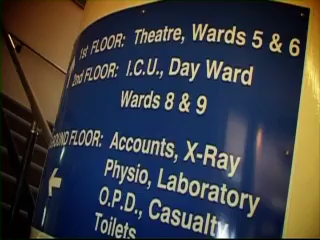 1st FLOOR: Theatre, Wards 5 & 6
2nd FLOOR: I.C.U., Day Ward
Wards 8 & 9
ROUND FLOOR: Accounts, X-Ray
Physio, Laboratory
O.P.D., Casualty
Toilets